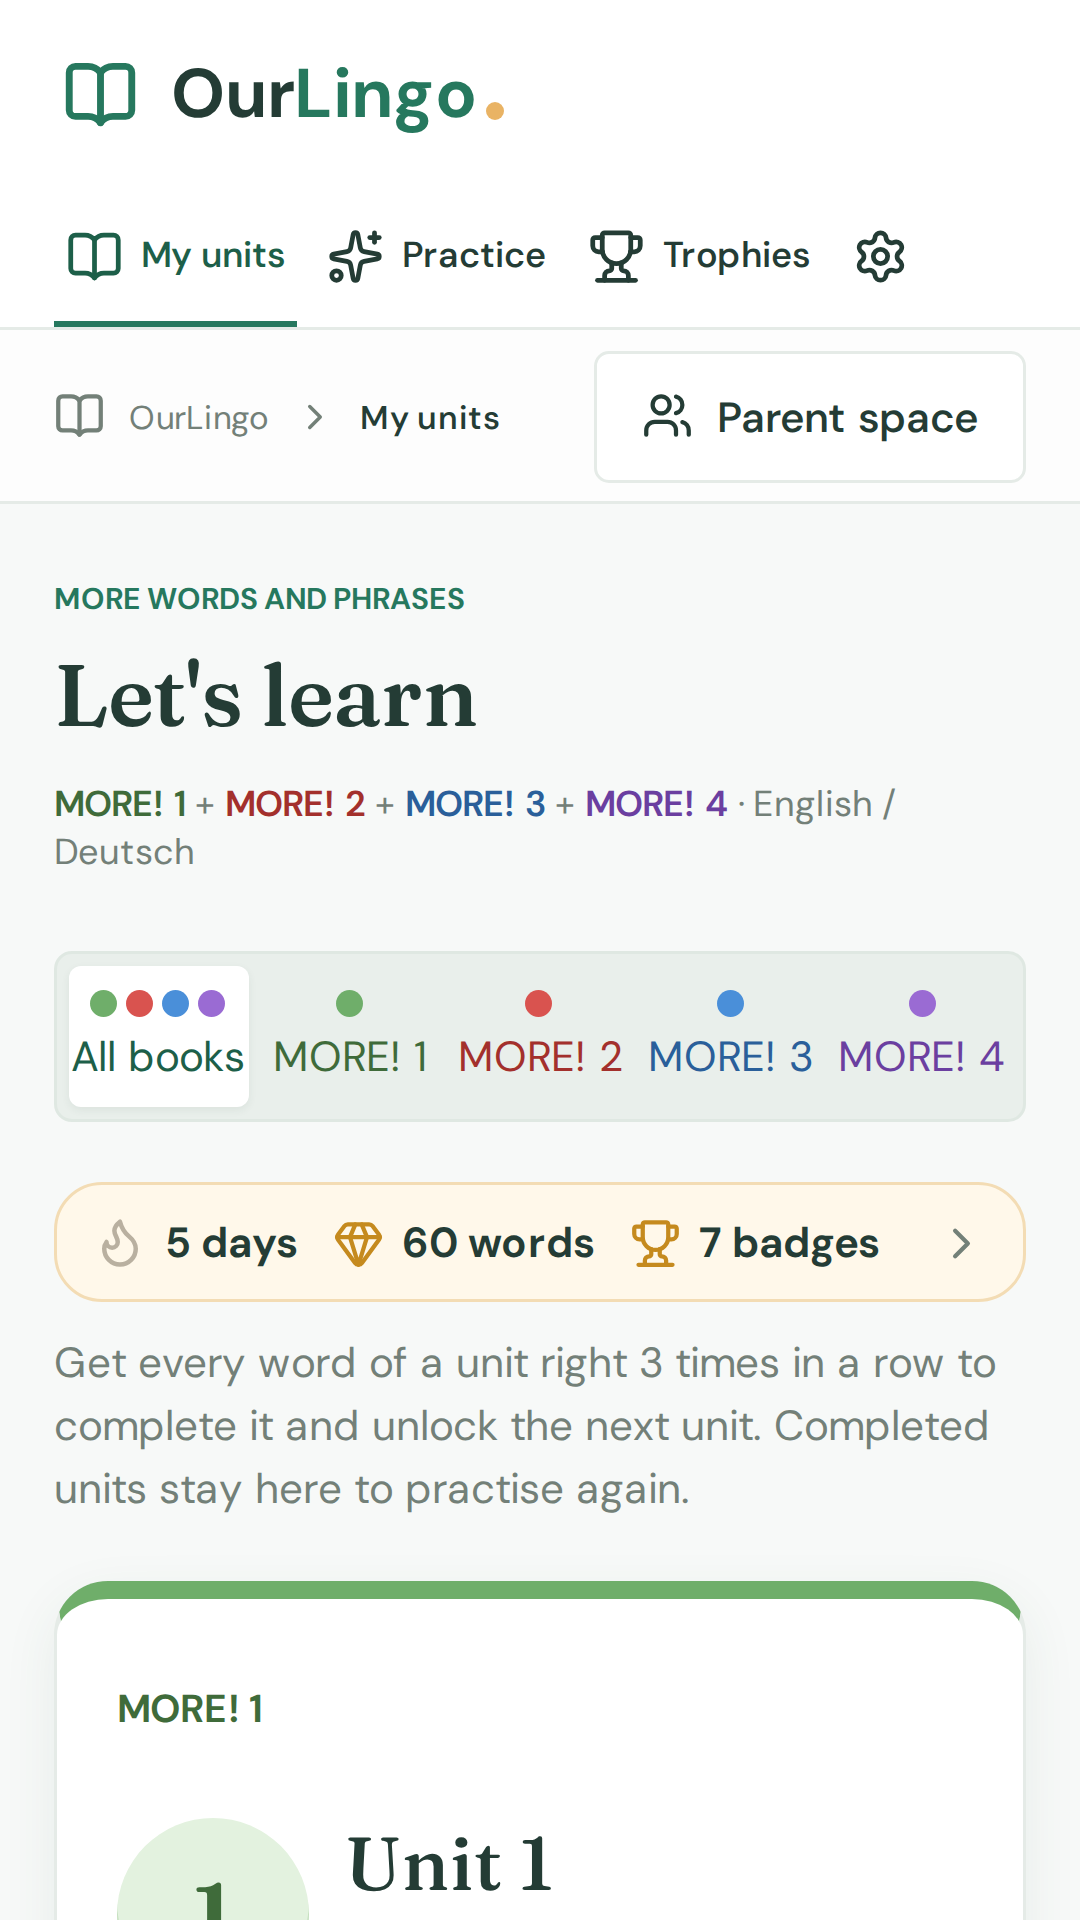 OurLingo.
My units Practice Trophies
OurLingo > My units Parent space
MORE WORDS AND PHRASES
Let's learn
MORE! 1 + MORE! 2 + MORE! 3 + MORE! 4 · English /
Deutsch
All books MORE! 1 MORE! 2 MORE! 3 MORE! 4
5 days 60 words 7 badges
Get every word of a unit right 3 times in a row to
complete it and unlock the next unit. Completed
units stay here to practise again.
MORE! 1
Unit 1
1